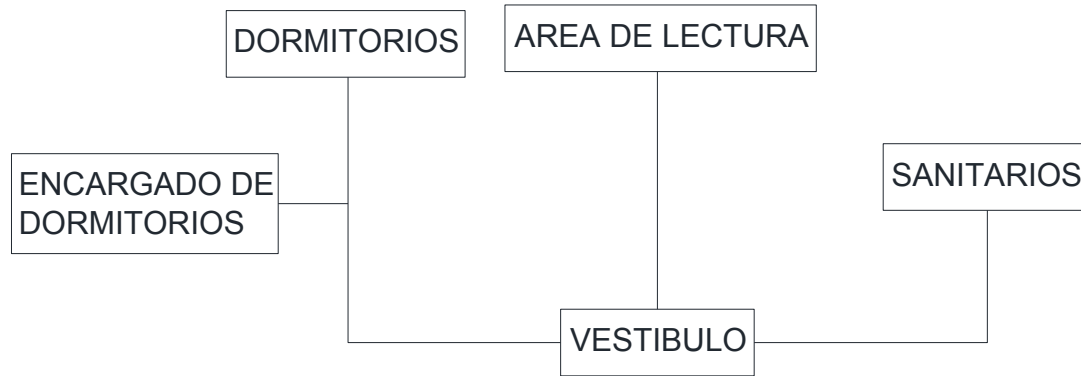 DORMITORIOS
AREA DE LECTURA
ENCARGADO DE
DORMITORIOS
SANITARIOS
VESTIBULO